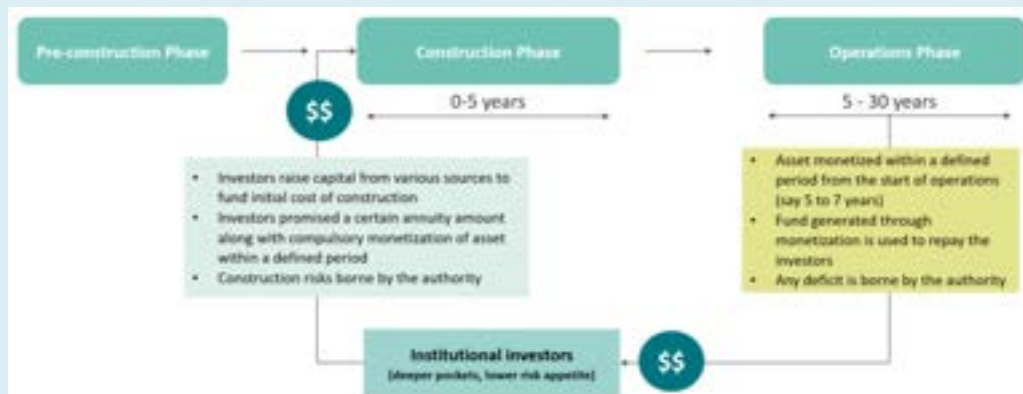 Pre-construction Phase
Construction Phase
Operations Phase
$$
0-5 years
5 - 30 years
• Investors raise capital from various sources to
fund initial cost of construction
• Investors promised a certain annuity amount
along with compulsory monetization of asset
within a defined period
• Construction risks borne by the authority
• Asset monetized within a defined
period from the start of operations
(say 5 to 7 years)
• Fund generated through
monetization is used to repay the
investors
• Any deficit is borne by the authority
Institutional investors
(deeper pockets, lower risk appetite)
$$